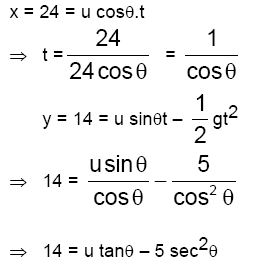 x = 24 = u cosθ.t
⇒ t = 24/24 cosθ = 1/cosθ
y = 14 = u sinθt – 1/2 gt²
⇒ 14 = u sinθ/cosθ – 5/cos² θ
⇒ 14 = u tanθ – 5 sec²θ